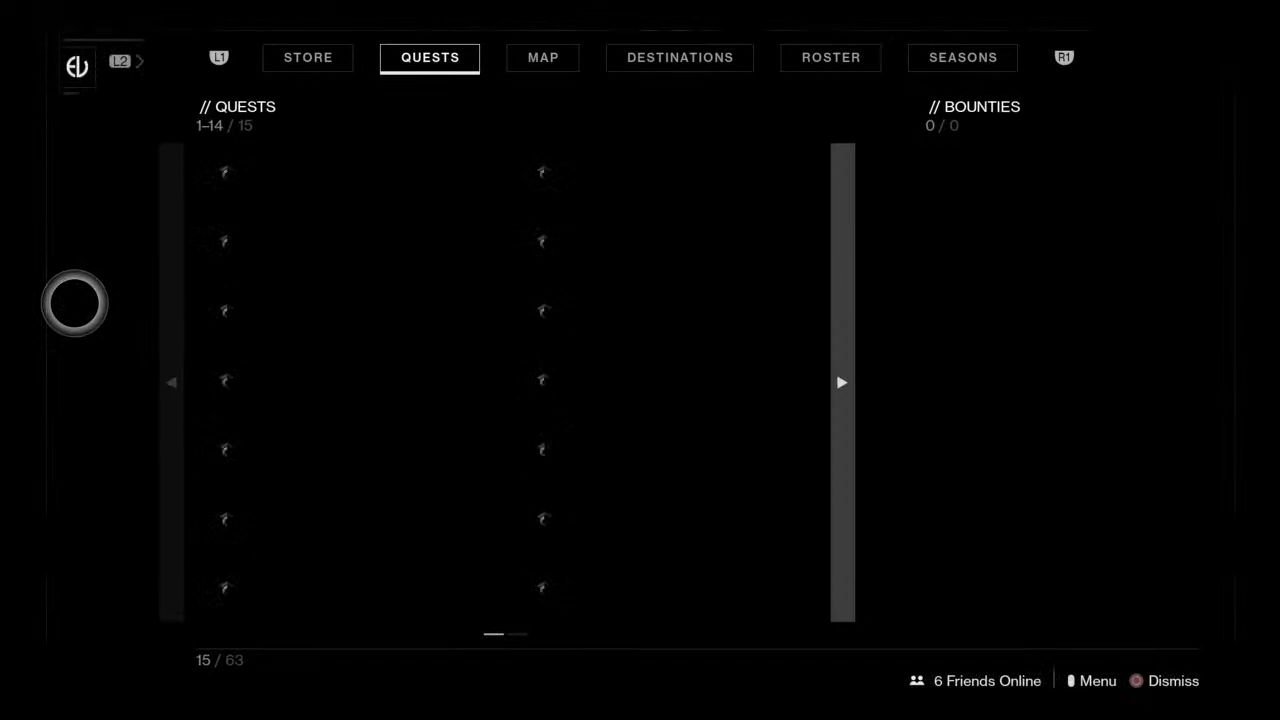 L2
L1
STORE
QUESTS
MAP
DESTINATIONS
ROSTER
SEASONS
R1
// QUESTS
1–14 / 15
// BOUNTIES
0 / 0
15 / 63
6 Friends Online
Menu
Dismiss